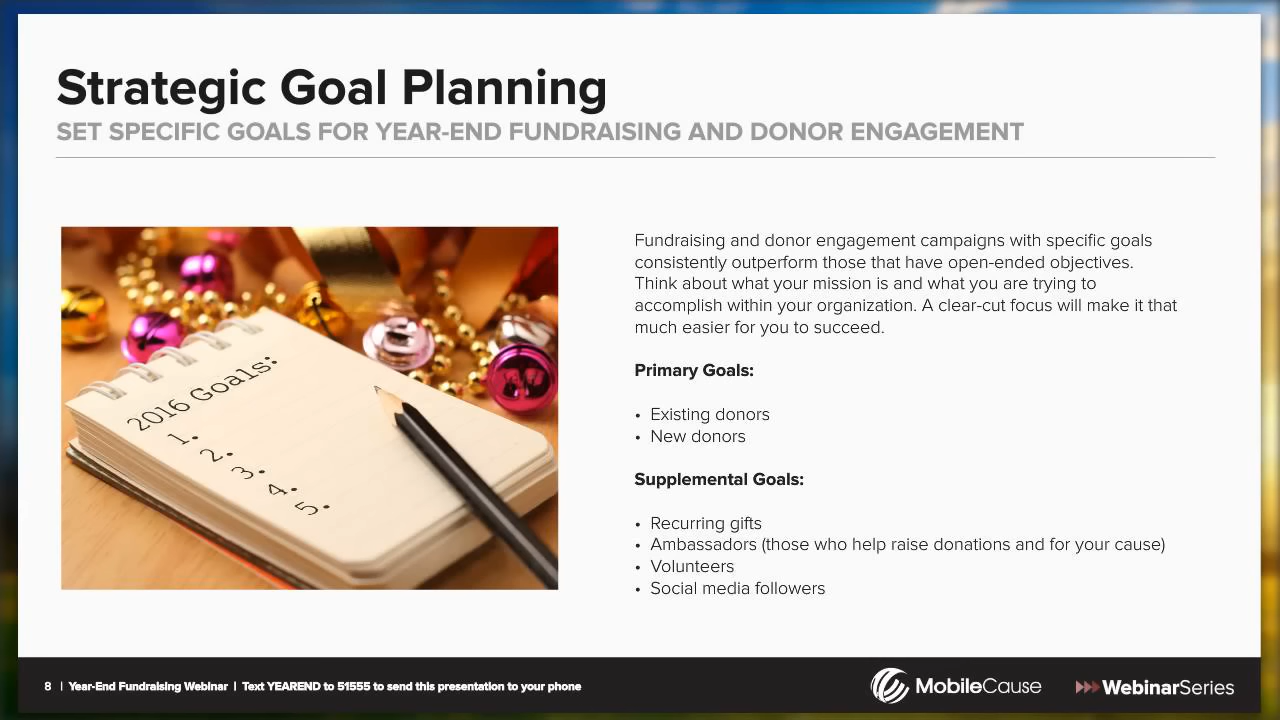 Strategic Goal Planning
SET SPECIFIC GOALS FOR YEAR-END FUNDRAISING AND DONOR ENGAGEMENT
2016 Goals:
1.
2.
3.
4.
5.
Fundraising and donor engagement campaigns with specific goals
consistently outperform those that have open-ended objectives.
Think about what your mission is and what you are trying to
accomplish within your organization. A clear-cut focus will make it that
much easier for you to succeed.
Primary Goals:
• Existing donors
• New donors
Supplemental Goals:
• Recurring gifts
• Ambassadors (those who help raise donations and for your cause)
• Volunteers
• Social media followers
8 | Year-End Fundraising Webinar | Text YEAREND to 51555 to send this presentation to your phone
MobileCause
WebinarSeries